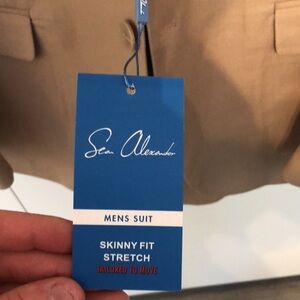 Sean Alexander
MENS SUIT
SKINNY FIT
STRETCH
TAILORED TO MOVE